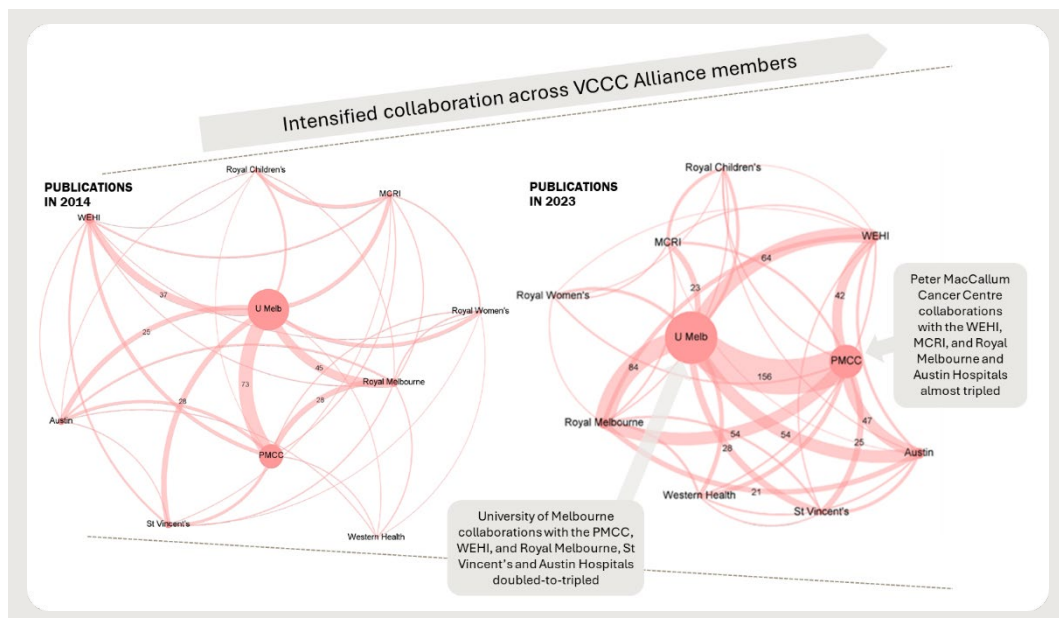 Intensified collaboration across VCCC Alliance members
PUBLICATIONS
IN 2014
Royal Children's
MCRI
WEHI
37
U Melb
Royal Women's
25
45
Royal Melbourne
73
28
28
Austin
PMCC
St Vincent's
Western Health
PUBLICATIONS
IN 2023
Royal Children's
MCRI
WEHI
64
23
42
Royal Women's
U Melb
PMCC
84
156
Royal Melbourne
47
54
54
25
28
Austin
Western Health
21
St Vincent's
Peter MacCallum
Cancer Centre
collaborations
with the WEHI,
MCRI, and Royal
Melbourne and
Austin Hospitals
almost tripled
University of Melbourne
collaborations with the PMCC,
WEHI, and Royal Melbourne, St
Vincent's and Austin Hospitals
doubled-to-tripled